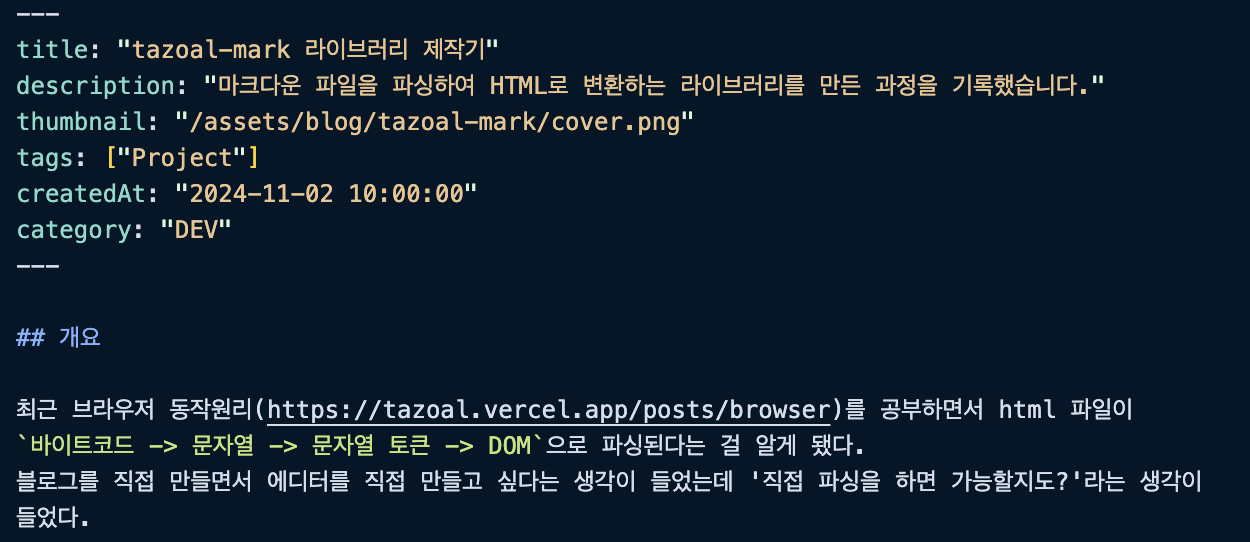 ---
title: "tazoal-mark 라이브러리 제작기"
description: "마크다운 파일을 파싱하여 HTML로 변환하는 라이브러리를 만든 과정을 기록했습니다."
thumbnail: "/assets/blog/tazoal-mark/cover.png"
tags: ["Project"]
createdAt: "2024-11-02 10:00:00"
category: "DEV"
---
## 개요
최근 브라우저 동작원리(https://tazoal.vercel.app/posts/browser)를 공부하면서 html 파일이
`바이트코드 -> 문자열 -> 문자열 토큰 -> DOM`으로 파싱된다는 걸 알게 됐다.
블로그를 직접 만들면서 에디터를 직접 만들고 싶다는 생각이 들었는데 '직접 파싱을 하면 가능할지도?'라는 생각이
들었다.